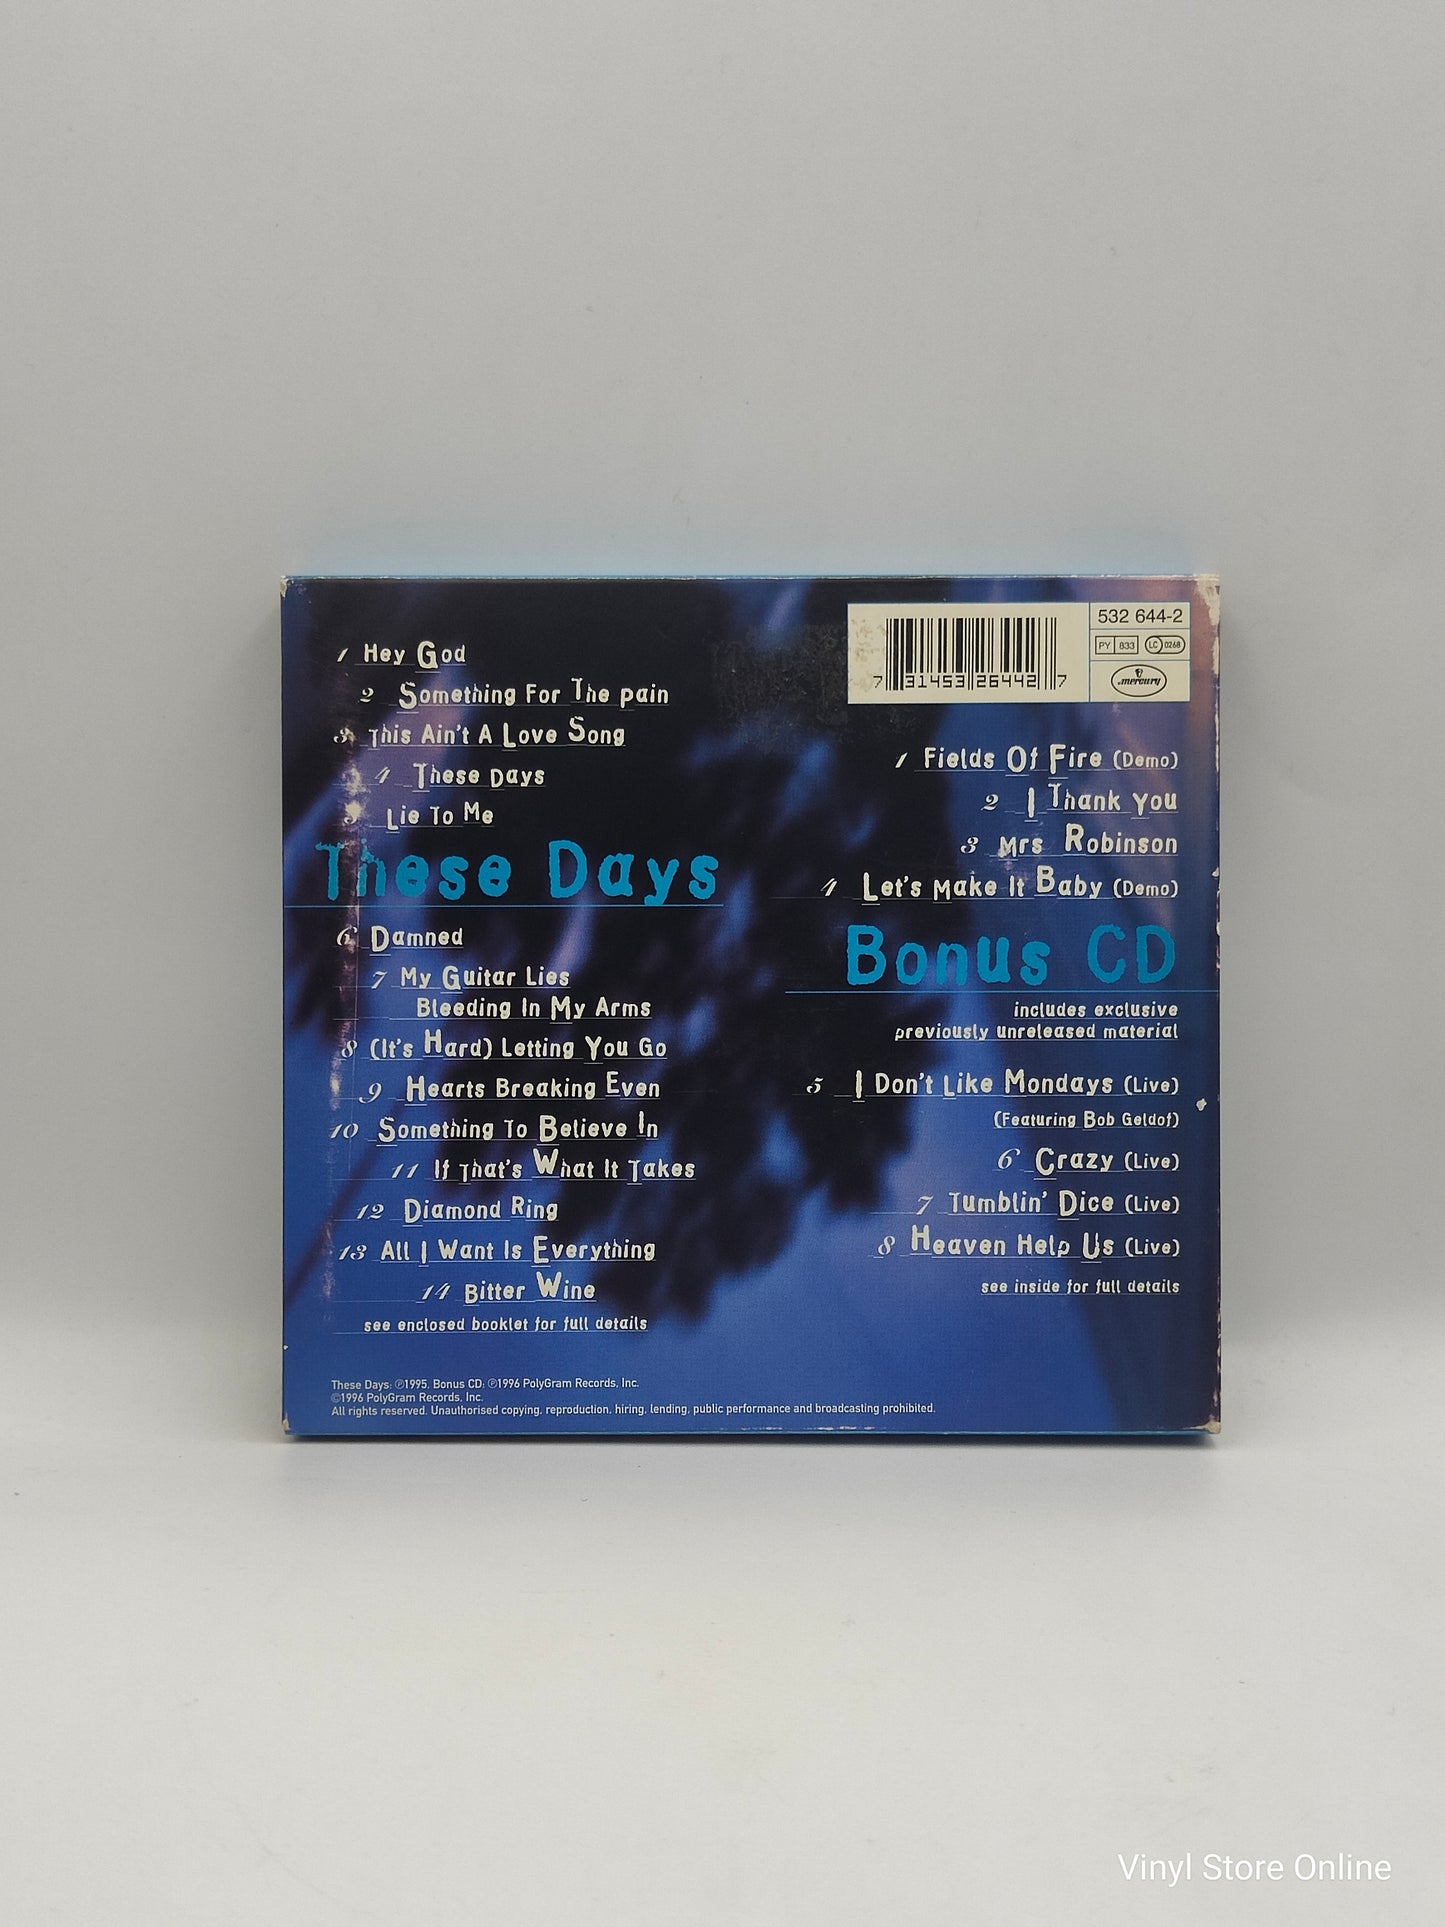 1 Hey God
2 Something For The pain
3 This Ain't A Love Song
4 These Days
5 Lie To Me
These Days
6 Damned
7 My Guitar Lies
Bleeding In My Arms
8 (It's Hard) Letting You Go
9 Hearts Breaking Even
10 Something To Believe In
11 If That's What It Takes
12 Diamond Ring
13 All I Want Is Everything
14 Bitter Wine
see enclosed booklet for full details
532 644-2
PY 833 LC 0268
mercury
7 31453 26442 7
1 Fields Of Fire (Demo)
2 I Thank You
3 Mrs Robinson
4 Let's Make It Baby (Demo)
Bonus CD
includes exclusive
previously unreleased material
5 I Don't Like Mondays (Live)
(Featuring Bob Geldof)
6 Crazy (Live)
7 Tumblin' Dice (Live)
8 Heaven Help Us (Live)
see inside for full details
These Days: ℗1995. Bonus CD: ℗1996 PolyGram Records, Inc.
©1996 PolyGram Records, Inc.
All rights reserved. Unauthorised copying, reproduction, hiring, lending, public performance and broadcasting prohibited.
Vinyl Store Online